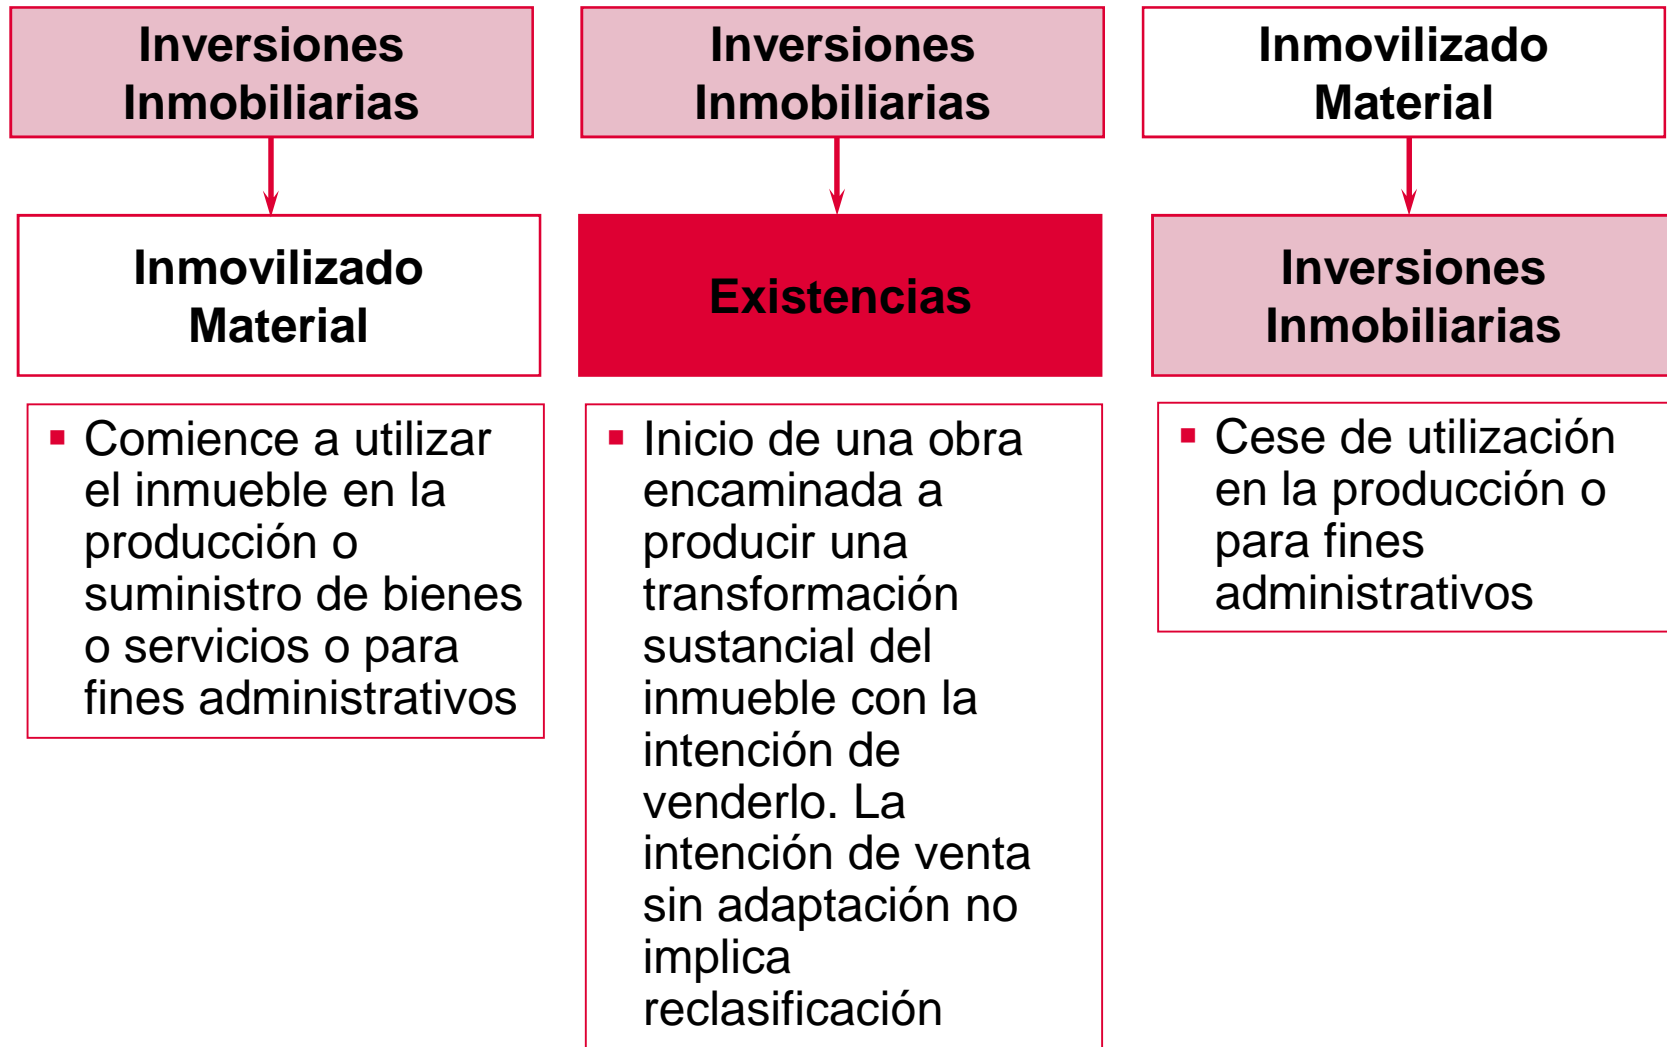 Inversiones
Inmobiliarias
Inmovilizado
Material
▪ Comience a utilizar
el inmueble en la
producción o
suministro de bienes
o servicios o para
fines administrativos
Inversiones
Inmobiliarias
Existencias
▪ Inicio de una obra
encaminada a
producir una
transformación
sustancial del
inmueble con la
intención de
venderlo. La
intención de venta
sin adaptación no
implica
reclasificación
Inmovilizado
Material
Inversiones
Inmobiliarias
▪ Cese de utilización
en la producción o
para fines
administrativos